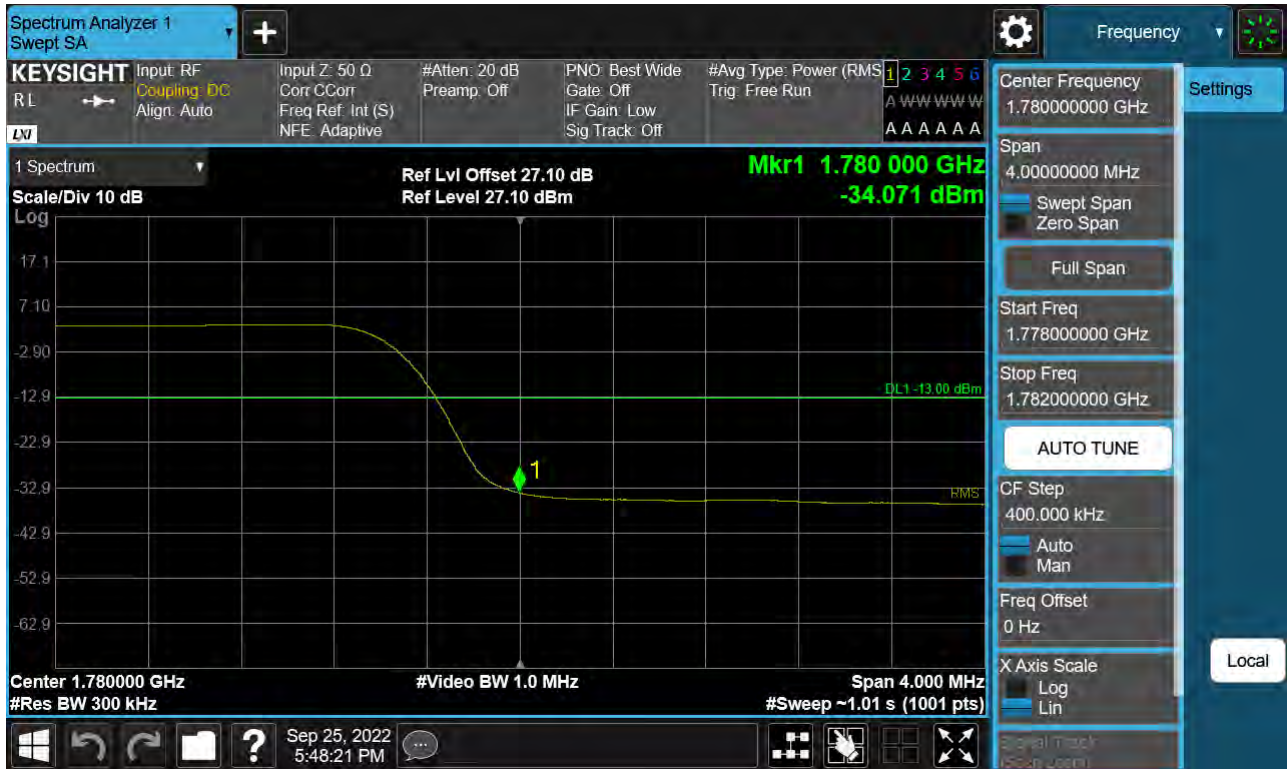 Spectrum Analyzer 1
Swept SA
+
Frequency
KEYSIGHT
RL
LXI
Input: RF
Coupling: DC
Align: Auto
Input Z: 50 Ω
Corr CCorr
Freq Ref: Int (S)
NFE: Adaptive
#Atten: 20 dB
Preamp: Off
PNO: Best Wide
Gate: Off
IF Gain: Low
Sig Track: Off
#Avg Type: Power (RMS
Trig: Free Run
1 2 3 4 5 6
A W W W W W
A A A A A A
1 Spectrum
Scale/Div 10 dB
Log
Ref Lvl Offset 27.10 dB
Ref Level 27.10 dBm
Mkr1 1.780 000 GHz
-34.071 dBm
17.1
7.10
-2.90
-12.9
DL1 -13.00 dBm
-22.9
1
-32.9
RMS
-42.9
-52.9
-62.9
Center 1.780000 GHz
#Res BW 300 kHz
#Video BW 1.0 MHz
Span 4.000 MHz
#Sweep ~1.01 s (1001 pts)
Center Frequency
1.780000000 GHz
Settings
Span
4.00000000 MHz
Swept Span
Zero Span
Full Span
Start Freq
1.778000000 GHz
Stop Freq
1.782000000 GHz
AUTO TUNE
CF Step
400.000 kHz
Auto
Man
Freq Offset
0 Hz
X Axis Scale
Log
Lin
Local
?
Sep 25, 2022
5:48:21 PM